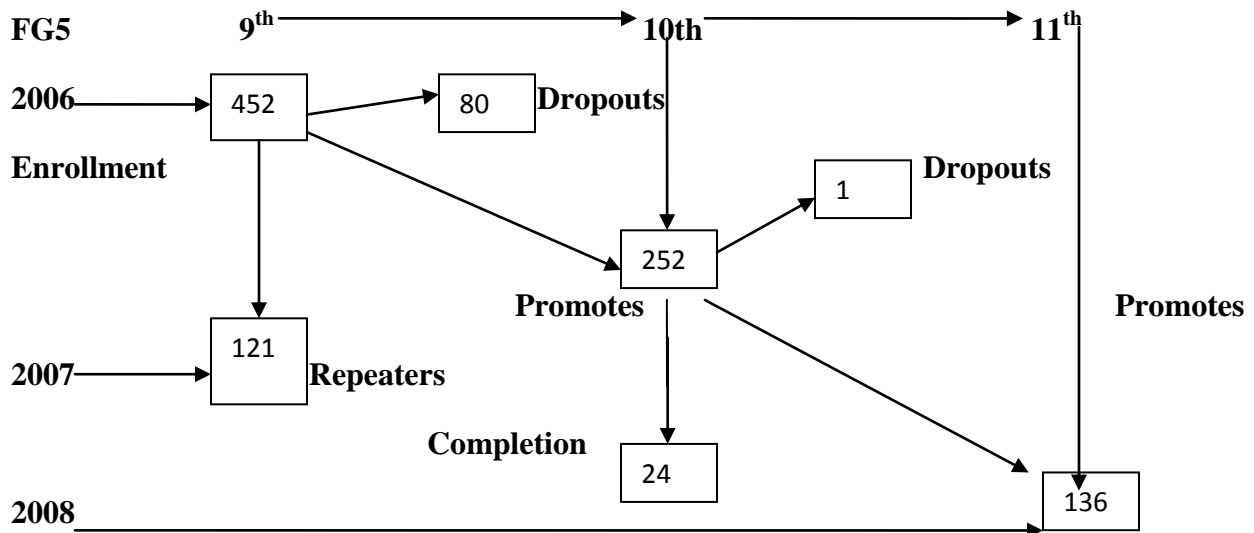 FG5 9th 10th 11th
2006 452 80 Dropouts
Enrollment 1 Dropouts
252
Promotes Promotes
121
2007 Repeaters
Completion
24
136
2008